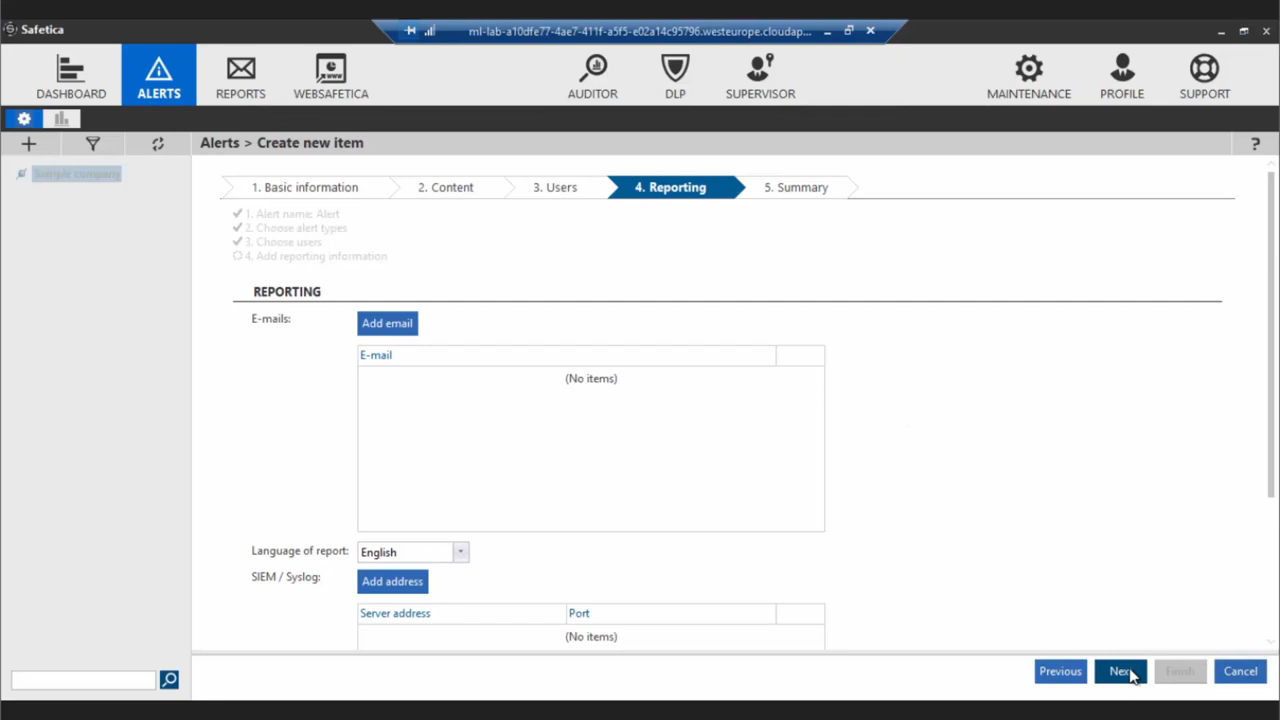 Safetica
ml-lab-a10dfe77-4ae7-411f-a5f5-e02a14c95796.westeurope.cloudap...
DASHBOARD
ALERTS
REPORTS
WEBSAFETICA
AUDITOR
DLP
SUPERVISOR
MAINTENANCE
PROFILE
SUPPORT
Alerts > Create new item
?
Sample company
1. Basic information
2. Content
3. Users
4. Reporting
5. Summary
1. Alert name: Alert
2. Choose alert types
3. Choose users
4. Add reporting information
REPORTING
E-mails:
Add email
E-mail
(No items)
Language of report:
English
SIEM / Syslog:
Add address
Server address
Port
(No items)
Previous
Next
Finish
Cancel